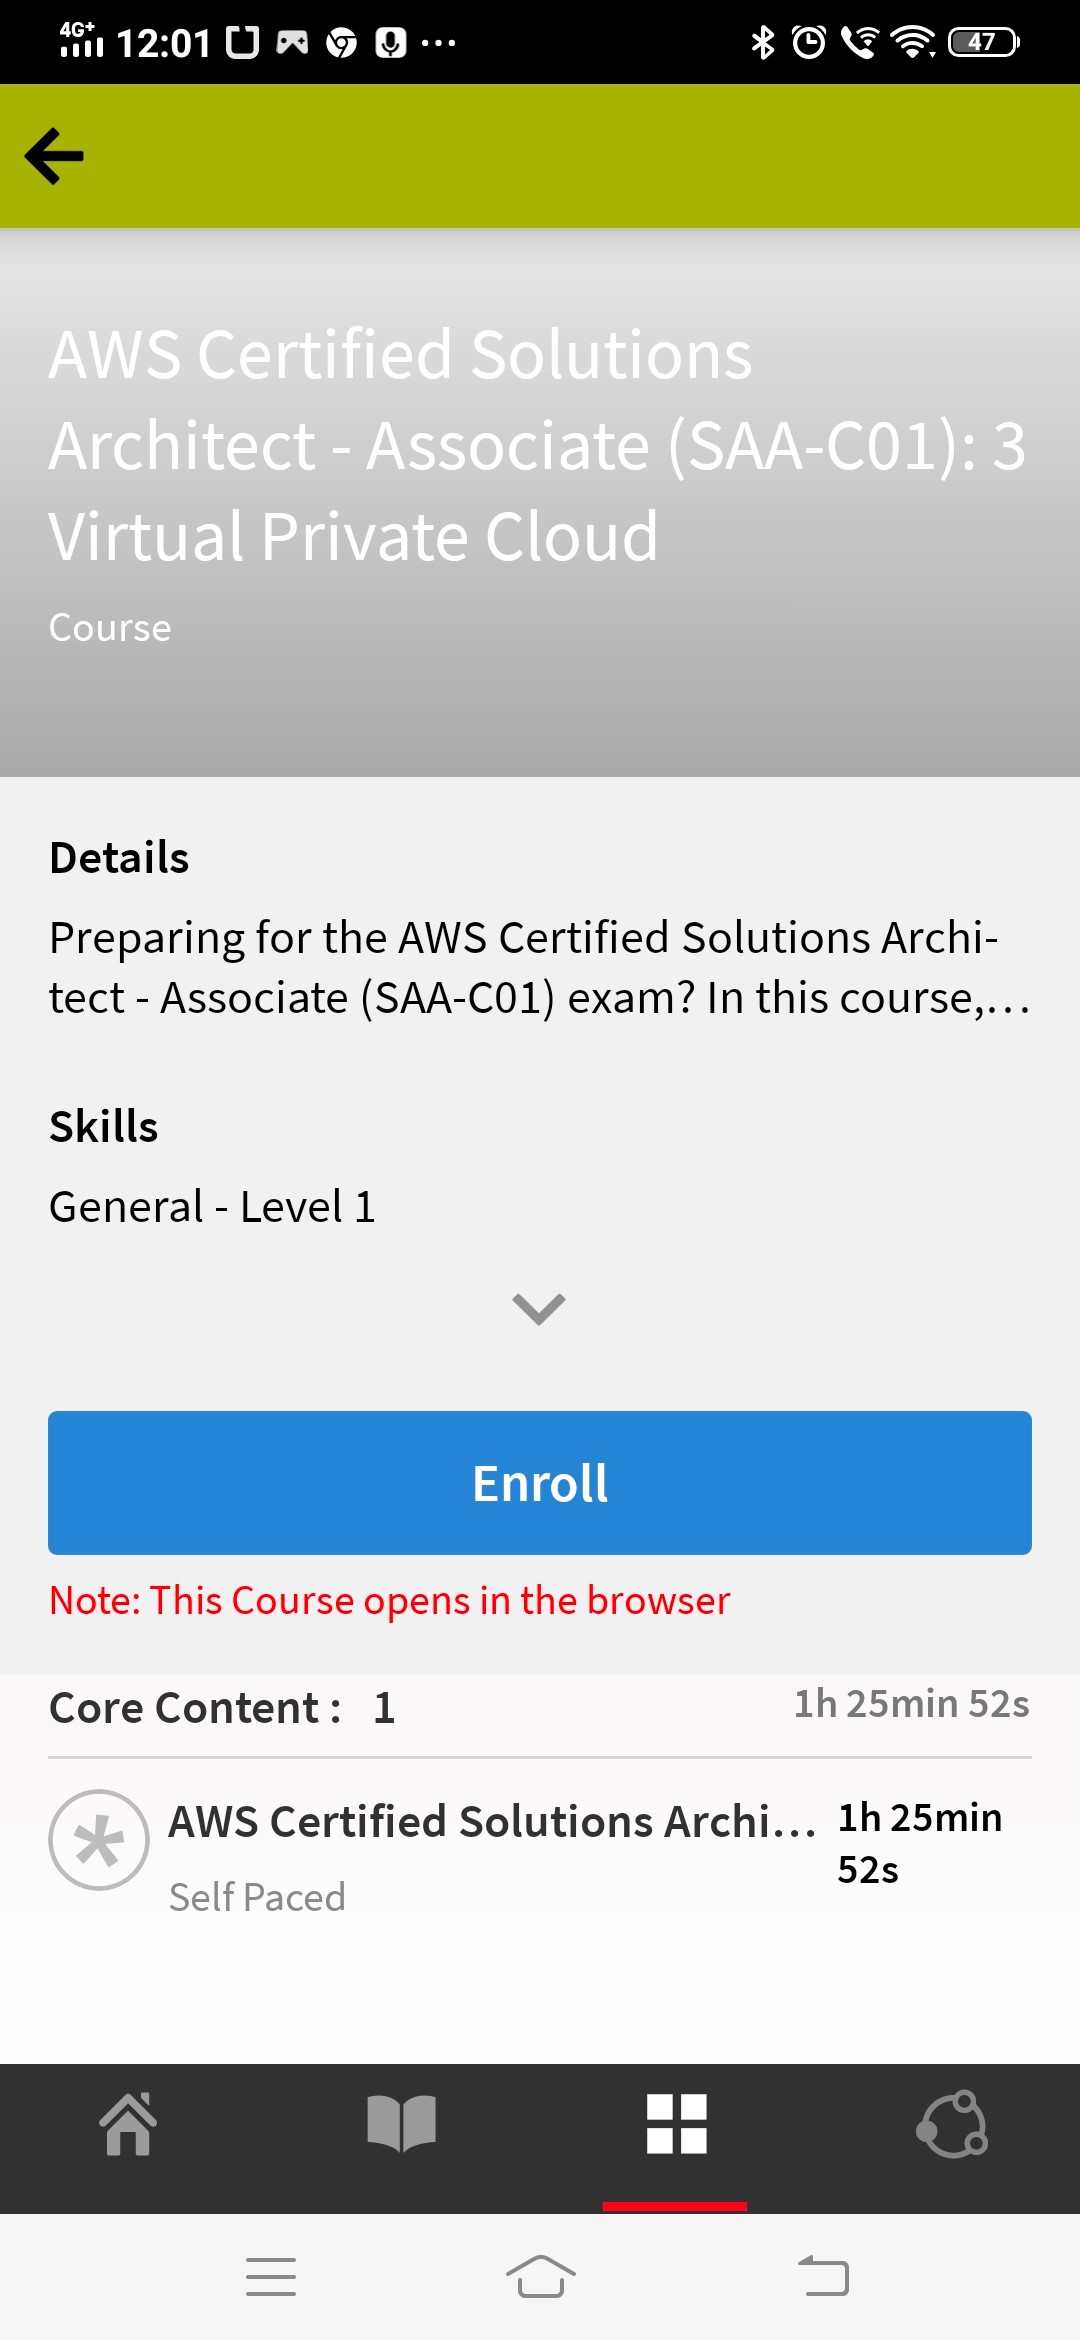 4G+ 12:01 47
AWS Certified Solutions
Architect - Associate (SAA-C01): 3
Virtual Private Cloud
Course
Details
Preparing for the AWS Certified Solutions Archi-
tect - Associate (SAA-C01) exam? In this course,...
Skills
General - Level 1
Enroll
Note: This Course opens in the browser
Core Content : 1 1h 25min 52s
AWS Certified Solutions Archi... 1h 25min
52s
Self Paced